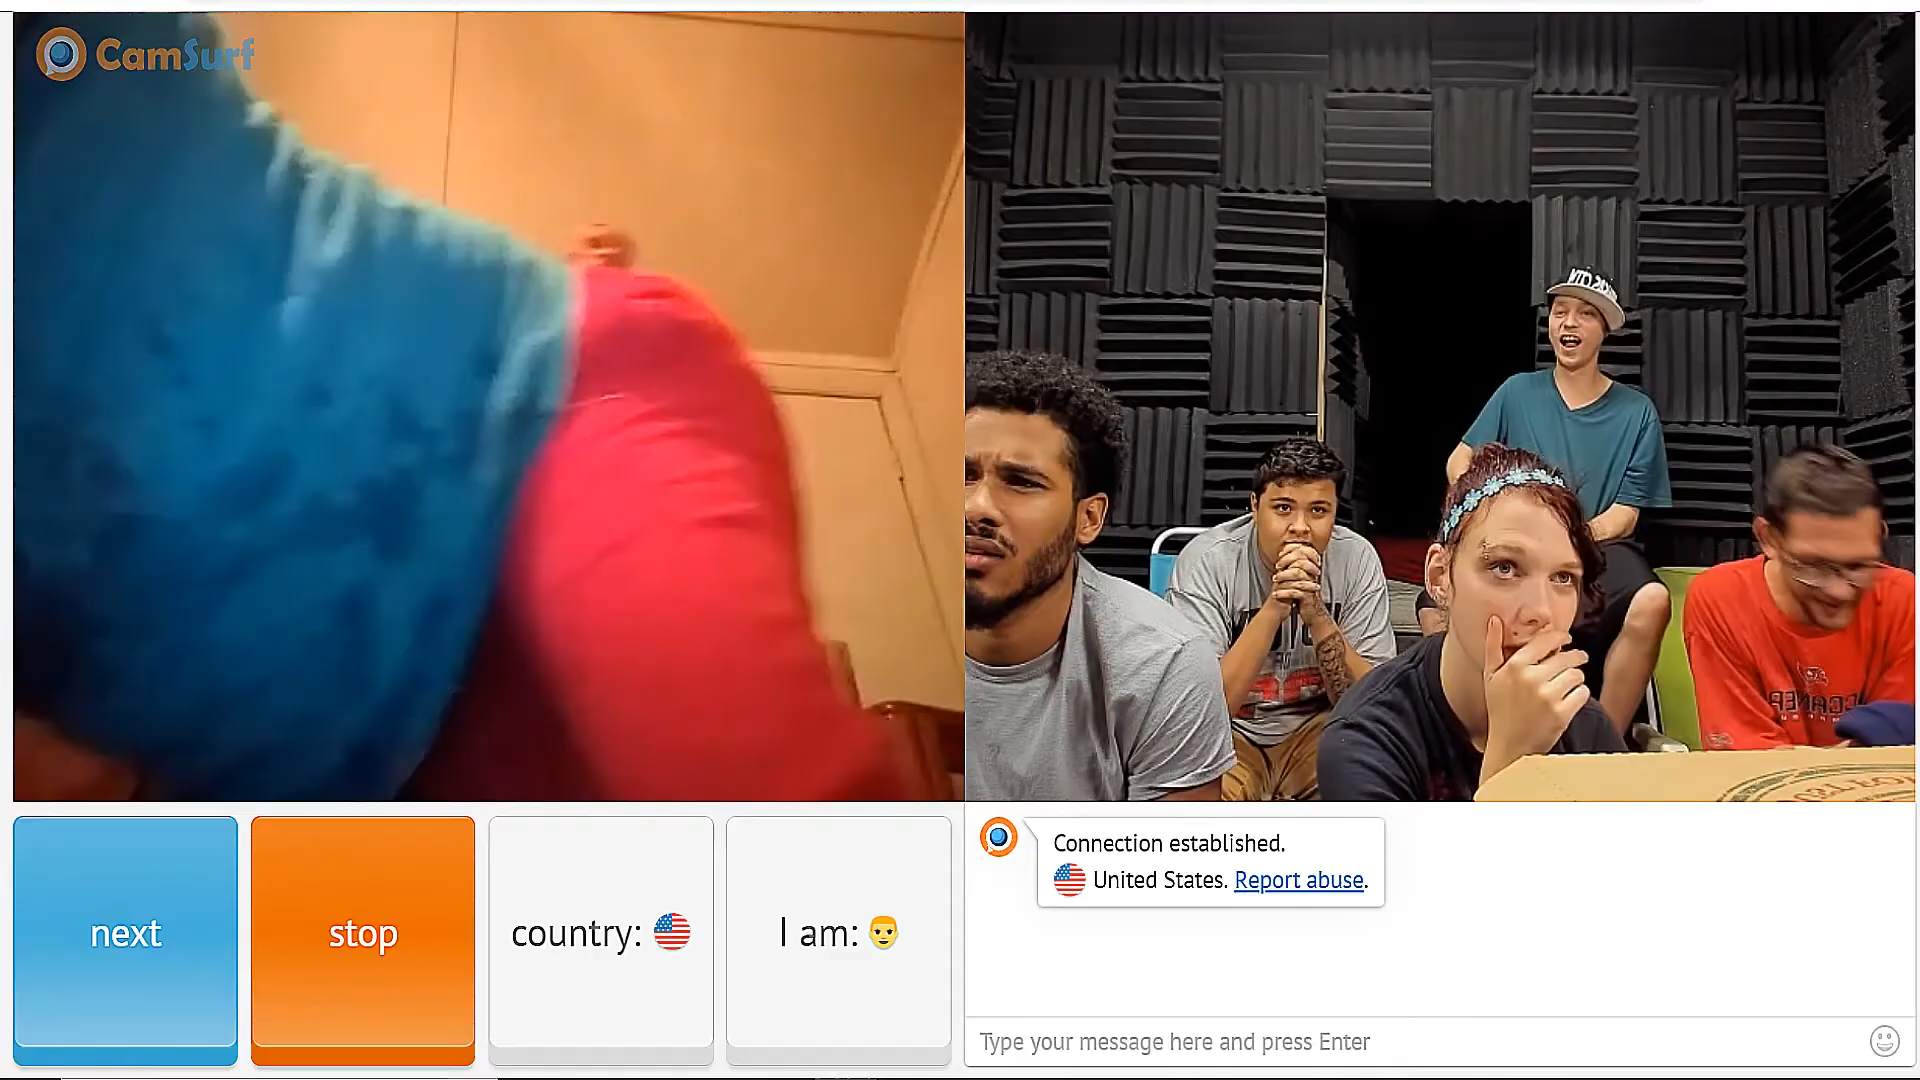 CamSurf
next
stop
country:
I am:
Connection established.
United States. Report abuse.
Type your message here and press Enter